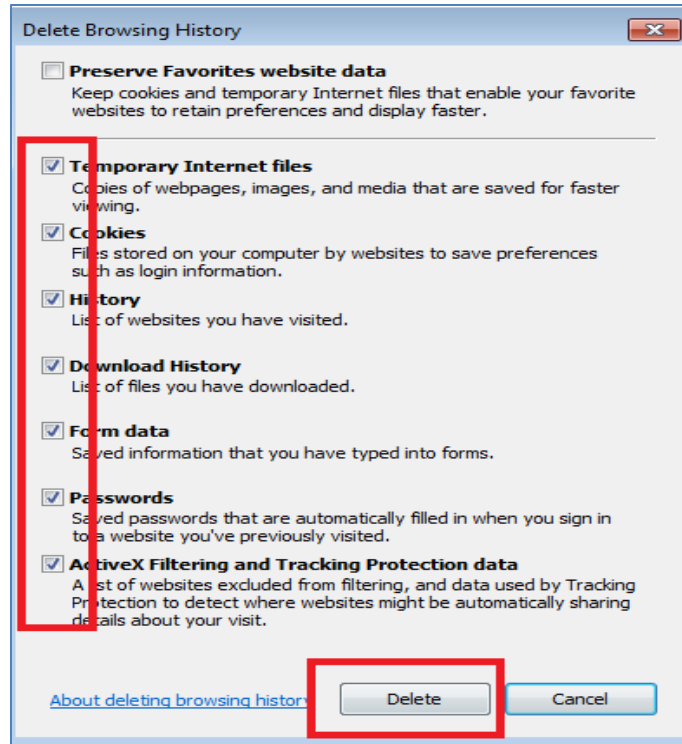 Delete Browsing History
Preserve Favorites website data
Keep cookies and temporary Internet files that enable your favorite
websites to retain preferences and display faster.
Temporary Internet files
Copies of webpages, images, and media that are saved for faster
viewing.
Cookies
Files stored on your computer by websites to save preferences
such as login information.
History
List of websites you have visited.
Download History
List of files you have downloaded.
Form data
Saved information that you have typed into forms.
Passwords
Saved passwords that are automatically filled in when you sign in
to a website you've previously visited.
ActiveX Filtering and Tracking Protection data
A list of websites excluded from filtering, and data used by Tracking
Protection to detect where websites might be automatically sharing
details about your visit.
About deleting browsing history
Delete
Cancel